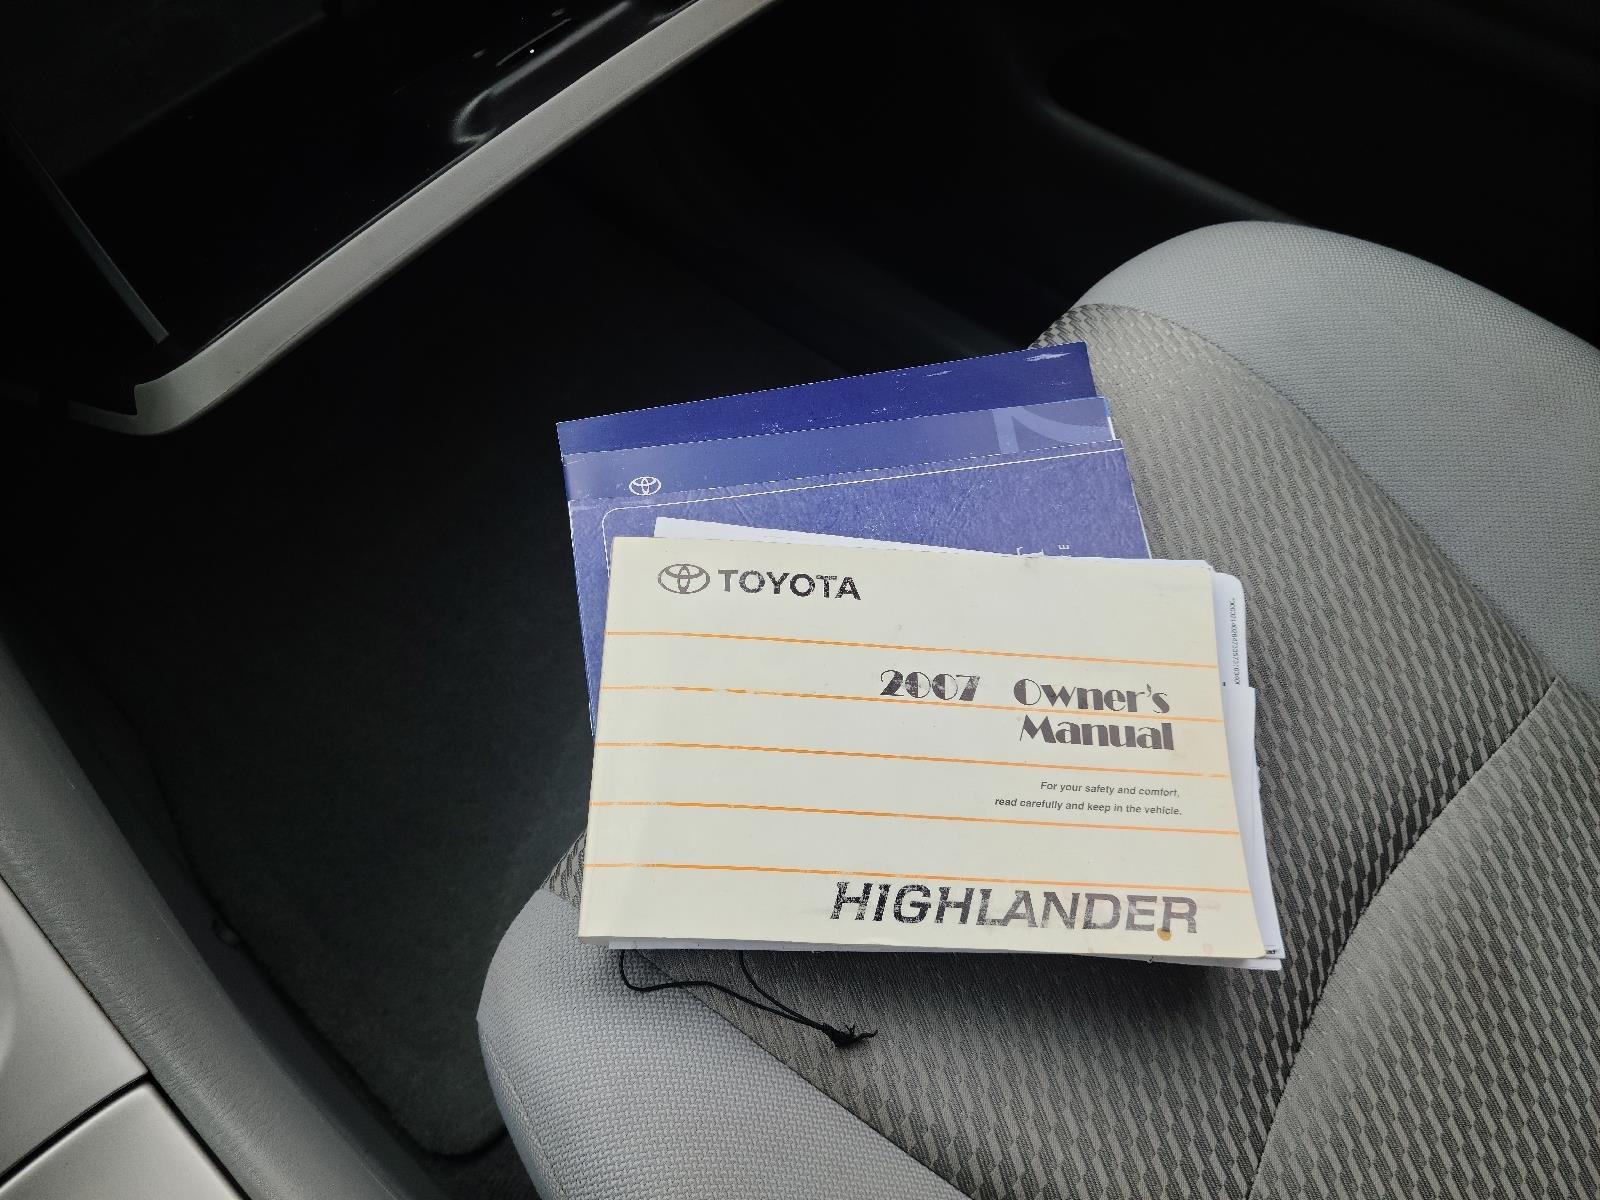 TOYOTA
2007 Owner's
Manual
For your safety and comfort,
read carefully and keep in the vehicle.
HIGHLANDER